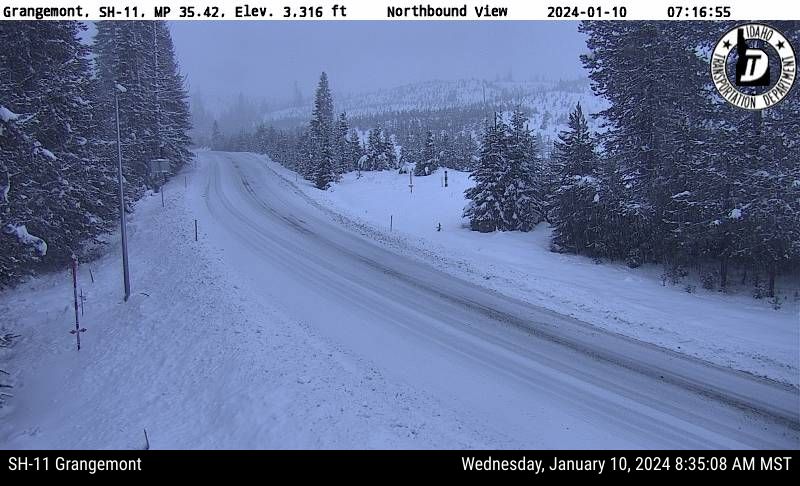 Grangemont, SH-11, MP 35.42, Elev. 3,316 ft Northbound View 2024-01-10 07:16:55
IDAHO
TRANSPORTATION DEPARTMENT
SH-11 Grangemont Wednesday, January 10, 2024 8:35:08 AM MST